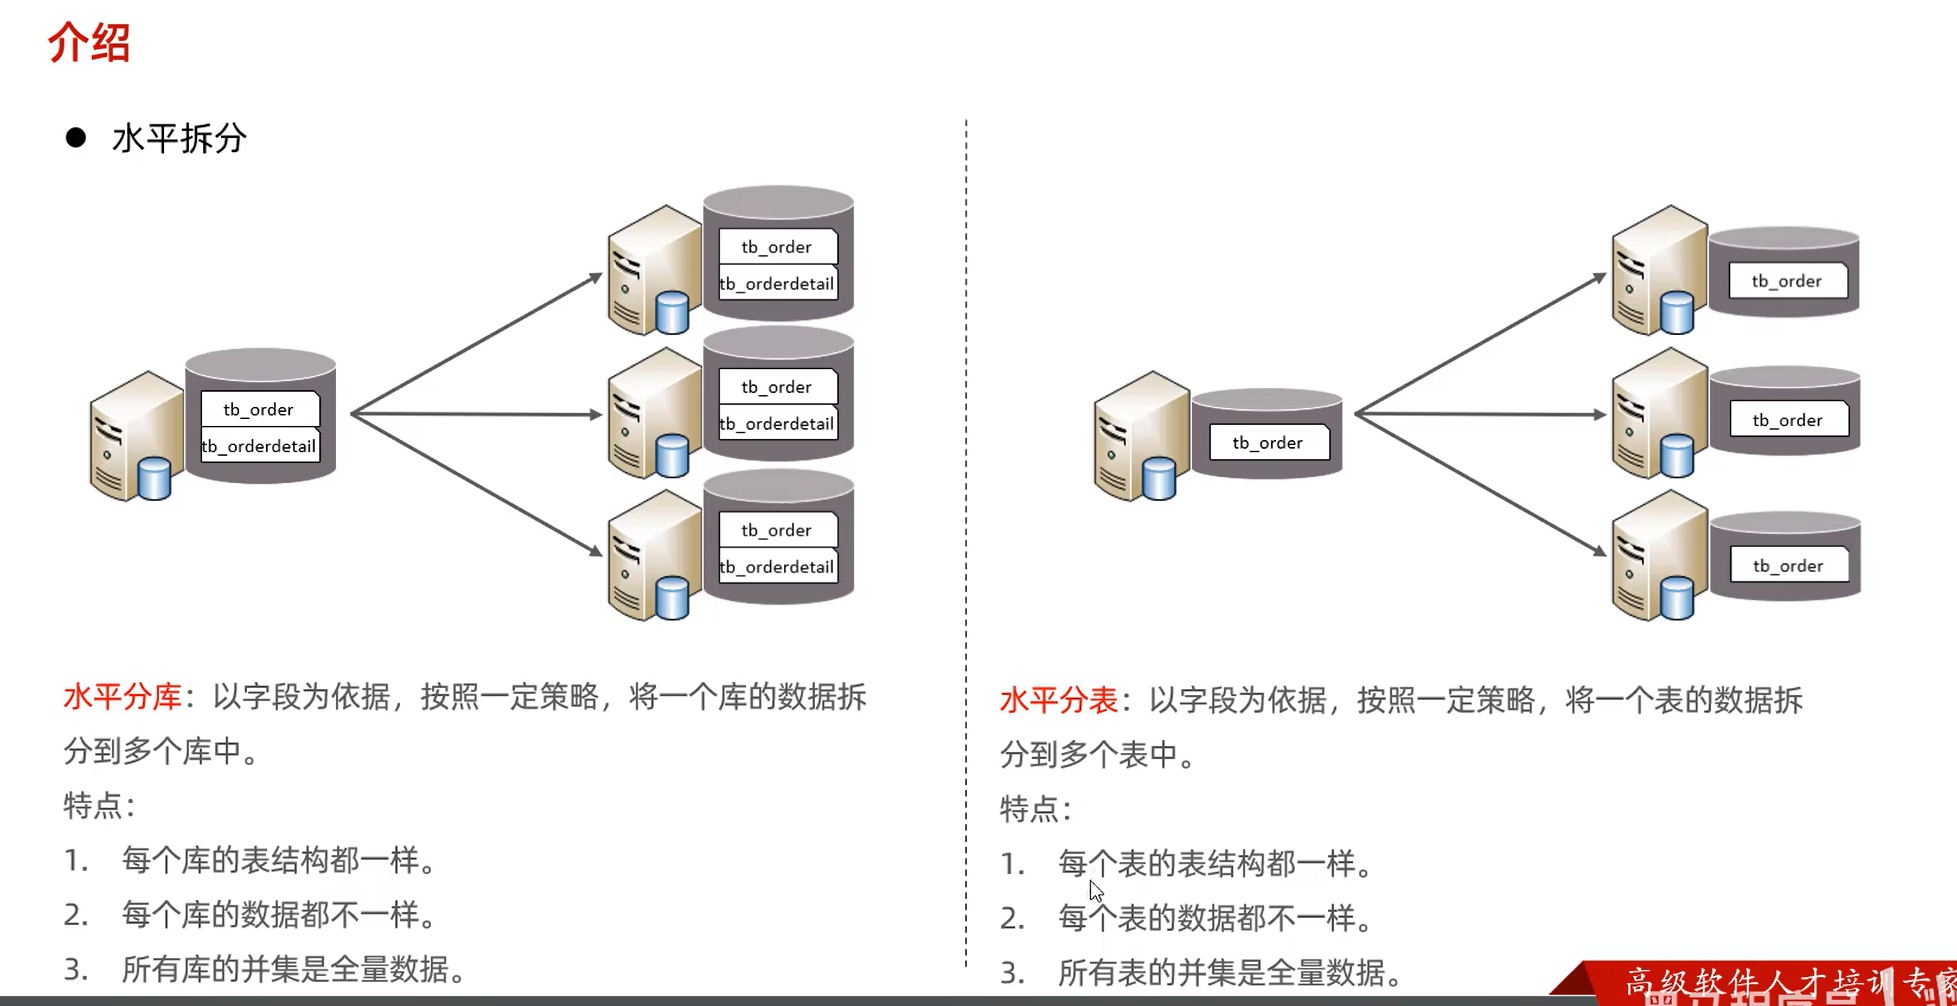 介绍
● 水平拆分
tb_order
tb_orderdetail
tb_order
tb_orderdetail
tb_order
tb_orderdetail
tb_order
tb_orderdetail
水平分库：以字段为依据，按照一定策略，将一个库的数据拆
分到多个库中。
特点：
1. 每个库的表结构都一样。
2. 每个库的数据都不一样。
3. 所有库的并集是全量数据。
tb_order
tb_order
tb_order
tb_order
水平分表：以字段为依据，按照一定策略，将一个表的数据拆
分到多个表中。
特点：
1. 每个表的表结构都一样。
2. 每个表的数据都不一样。
3. 所有表的并集是全量数据。
高级软件人才培训专家